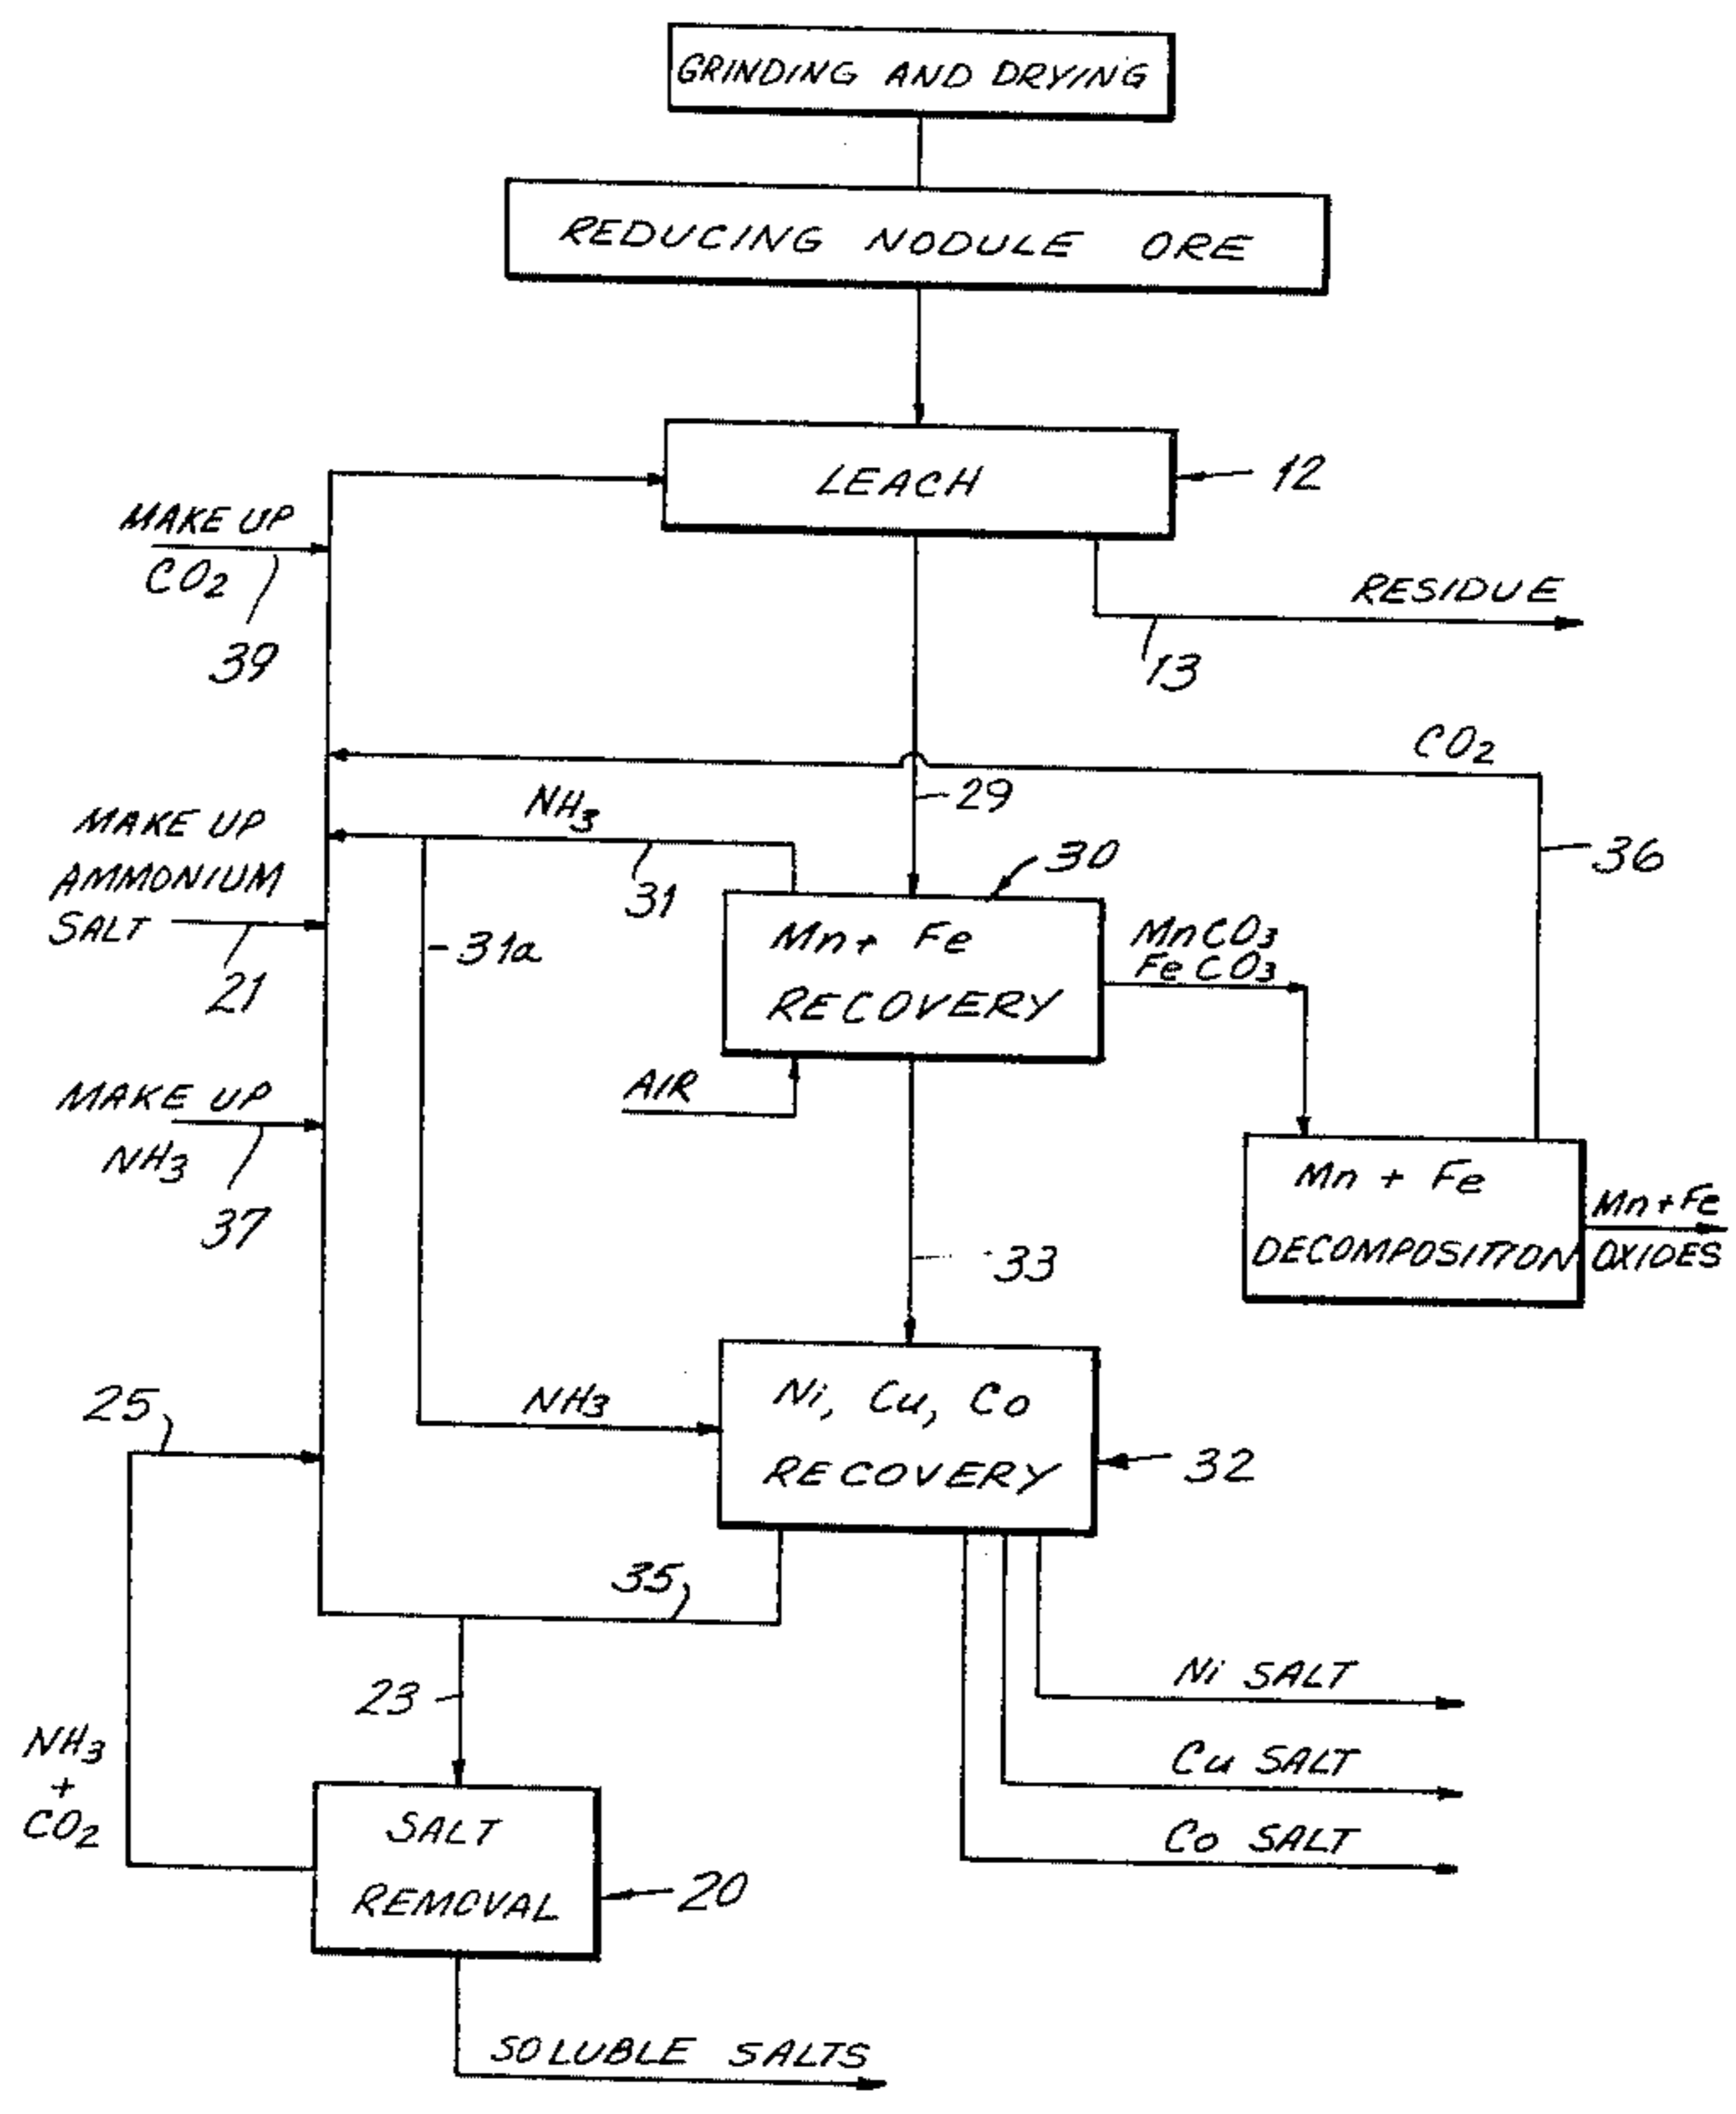 GRINDING AND DRYING
REDUCING NODULE ORE
LEACH
12
MAKE UP
CO2
39
RESIDUE
13
CO2
29
NH3
31
MAKE UP
AMMONIUM
SALT
21
31a
30
36
Mn + Fe
RECOVERY
MnCO3
FeCO3
AIR
MAKE UP
NH3
37
33
Mn + Fe
DECOMPOSITION
Mn + Fe
OXIDES
25
NH3
Ni, Cu, Co
RECOVERY
32
35
23
Ni SALT
Cu SALT
Co SALT
NH3
+
CO2
SALT
REMOVAL
20
SOLUBLE SALTS